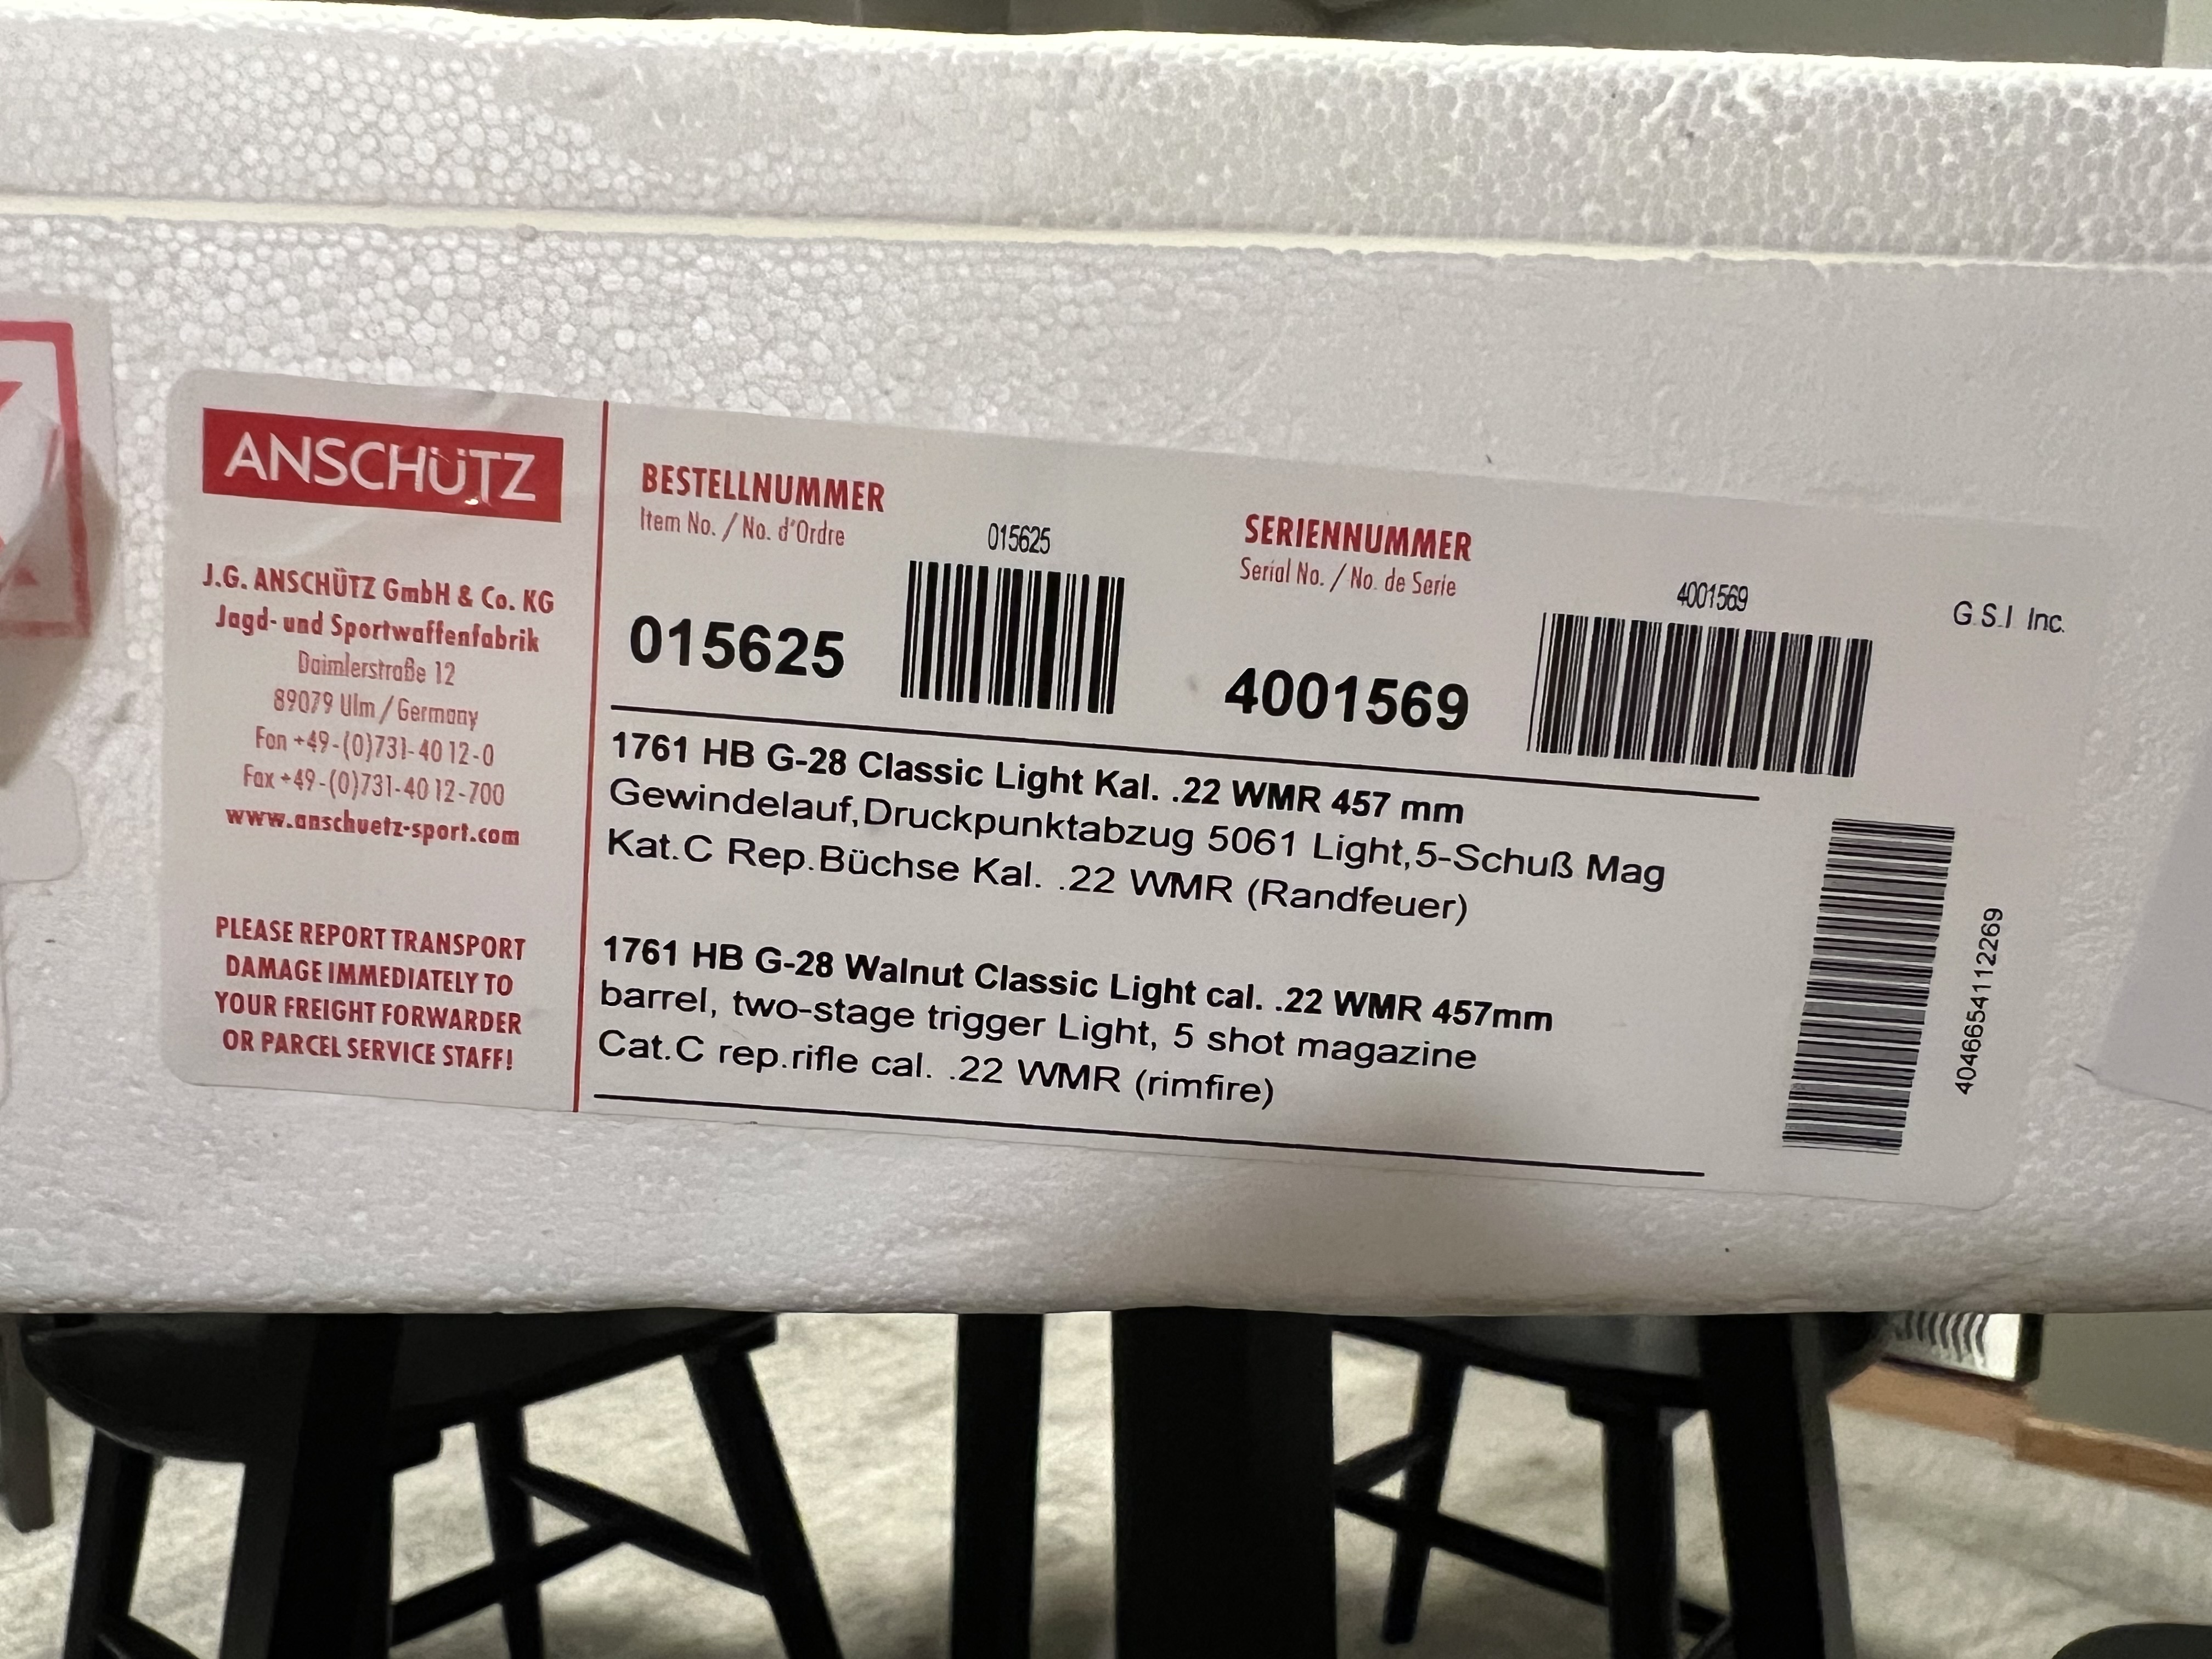 ANSCHÜTZ
J.G. ANSCHÜTZ GmbH & Co. KG
Jagd- und Sportwaffenfabrik
Daimlerstraße 12
89079 Ulm / Germany
Fon +49-(0)731-40 12-0
Fax +49-(0)731-40 12-700
www.anschuetz-sport.com
PLEASE REPORT TRANSPORT
DAMAGE IMMEDIATELY TO
YOUR FREIGHT FORWARDER
OR PARCEL SERVICE STAFF!
BESTELLNUMMER
Item No. / No. d'Ordre
015625
015625
SERIENNUMMER
Serial No. / No. de Serie
4001569
4001569
G.S.I Inc.
1761 HB G-28 Classic Light Kal. .22 WMR 457 mm
Gewindelauf,Druckpunktabzug 5061 Light,5-Schuß Mag
Kat.C Rep.Büchse Kal. .22 WMR (Randfeuer)
1761 HB G-28 Walnut Classic Light cal. .22 WMR 457mm
barrel, two-stage trigger Light, 5 shot magazine
Cat.C rep.rifle cal. .22 WMR (rimfire)
4046654112269